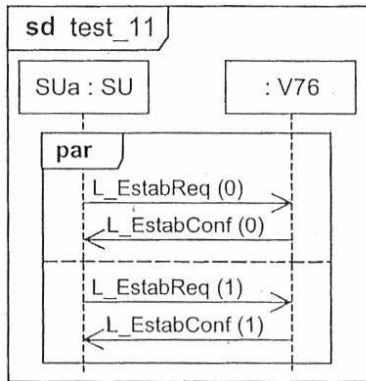 sd test_11
SUa : SU
: V76
par
L_EstabReq (0)
L_EstabConf (0)
L_EstabReq (1)
L_EstabConf (1)